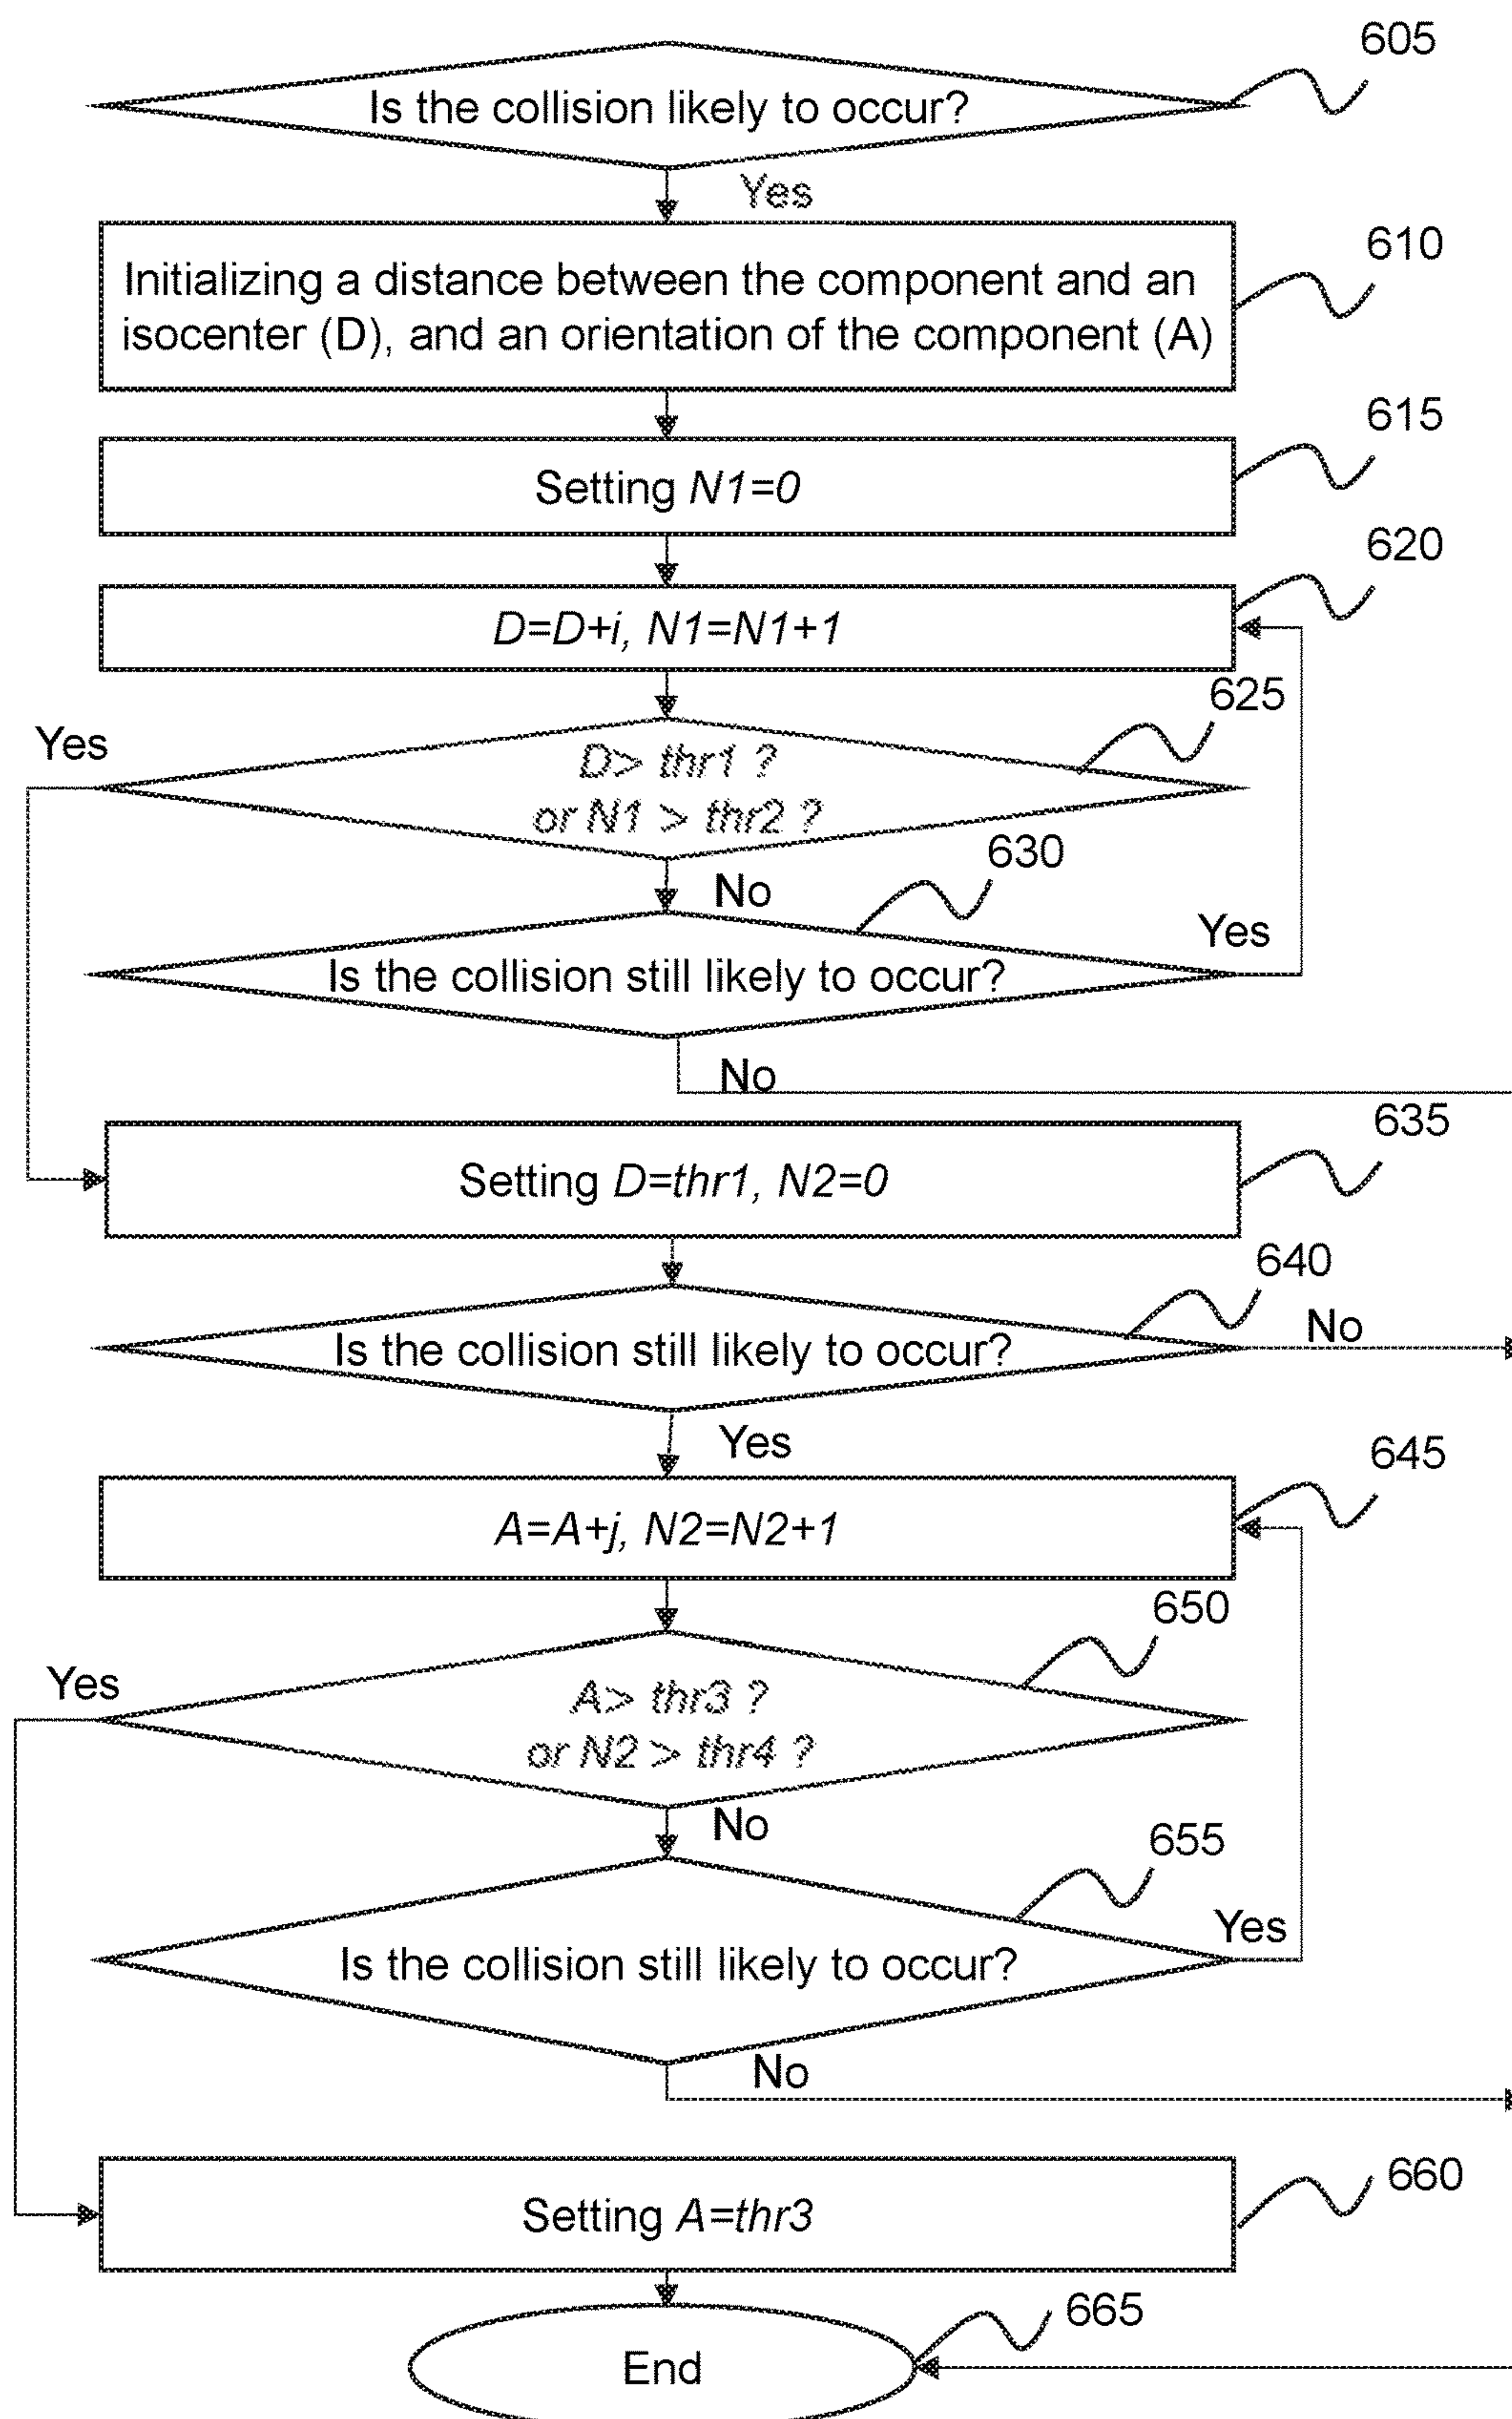 605
Is the collision likely to occur?
Yes
610
Initializing a distance between the component and an
isocenter (D), and an orientation of the component (A)
615
Setting N1=0
620
D=D+i, N1=N1+1
625
Yes
D> thr1 ?
or N1 > thr2 ?
630
No
Yes
Is the collision still likely to occur?
No
635
Setting D=thr1, N2=0
640
No
Is the collision still likely to occur?
Yes
645
A=A+j, N2=N2+1
650
Yes
A> thr3 ?
or N2 > thr4 ?
No
655
Yes
Is the collision still likely to occur?
No
660
Setting A=thr3
665
End